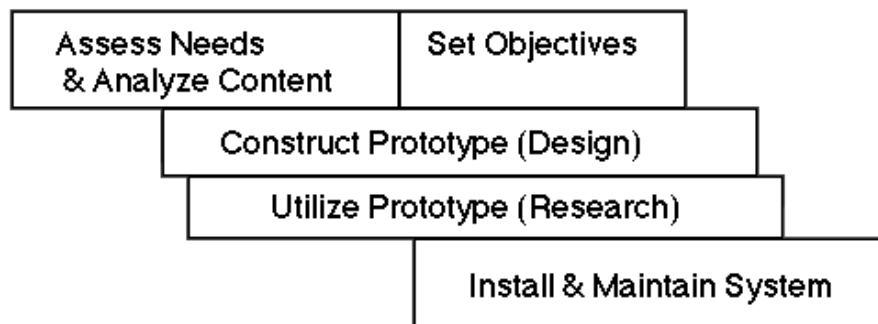 Assess Needs
& Analyze Content
Set Objectives
Construct Prototype (Design)
Utilize Prototype (Research)
Install & Maintain System